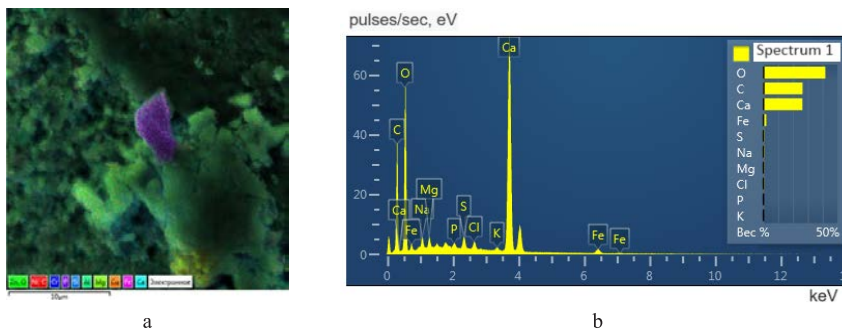 pulses/sec, eV
Ca
O
C
Ca
Fe
Na
Mg
P
S
Cl
K
Fe
Fe
60
40
20
0
0 2 4 6 8 10 12 14
keV
Spectrum 1
O
C
Ca
Fe
S
Na
Mg
Cl
P
K
Вес % 50%
Электронное
10μm
a
b